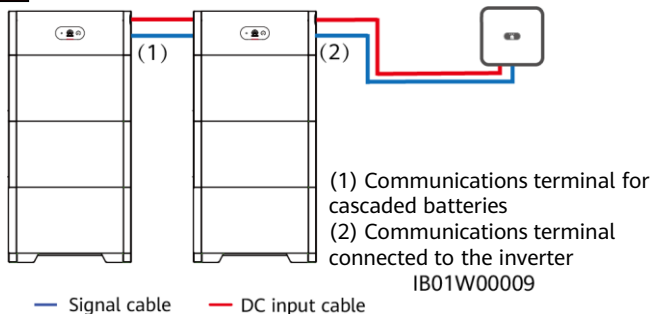 (1)
(2)
(1) Communications terminal for
cascaded batteries
(2) Communications terminal
connected to the inverter
IB01W00009
Signal cable
DC input cable